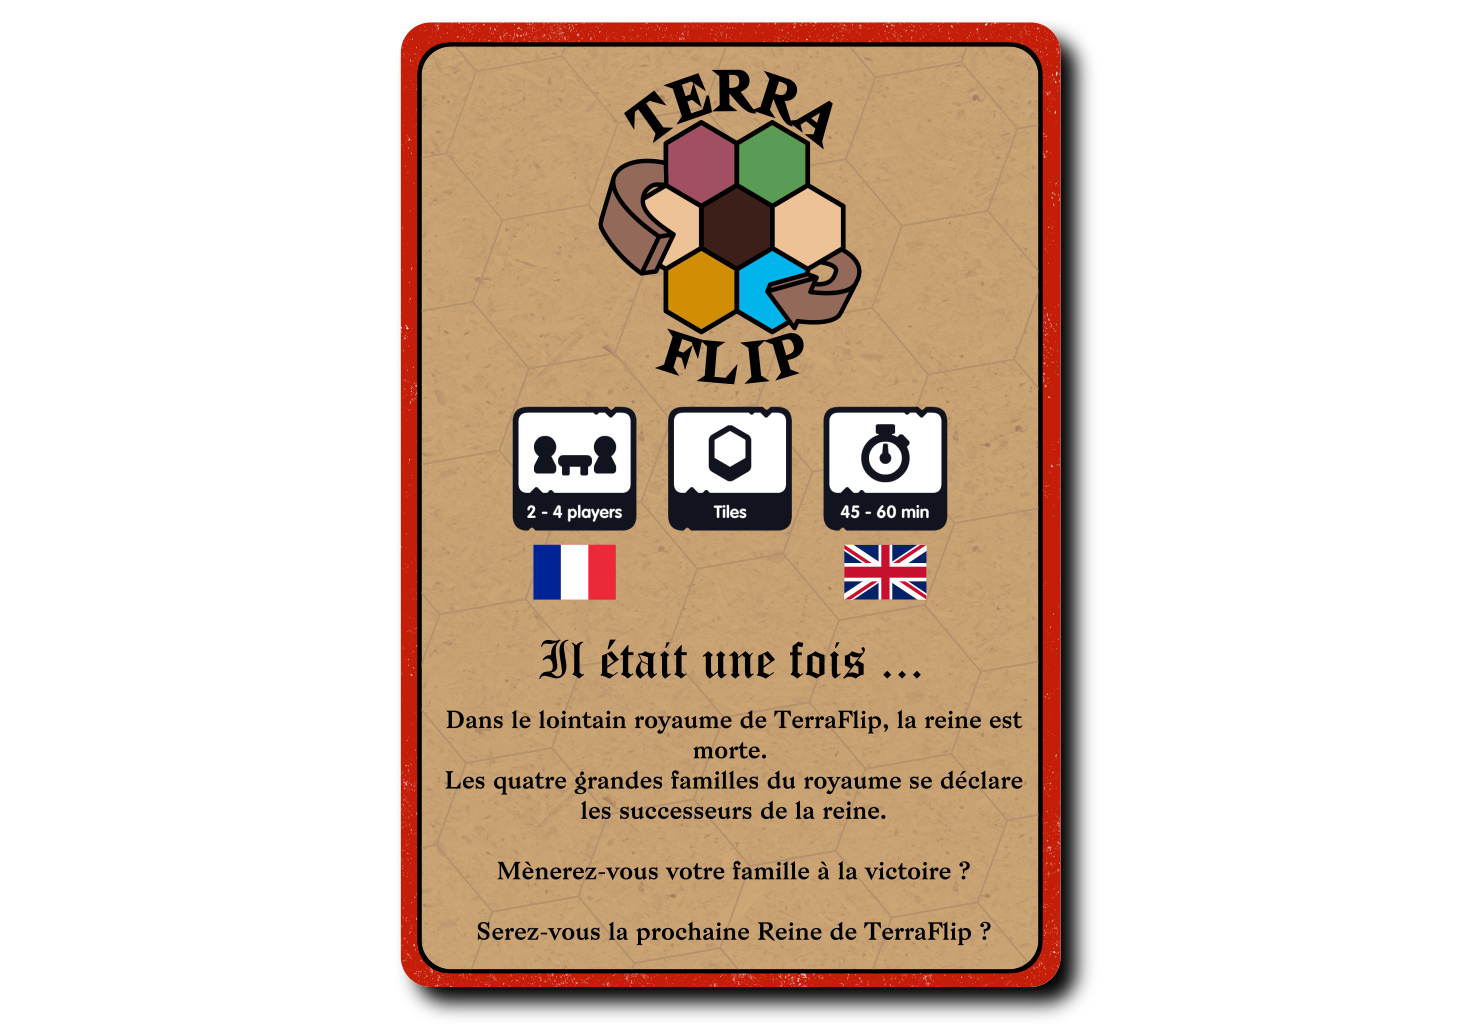 TERRA
FLIP
2 - 4 players
Tiles
45 - 60 min
Il était une fois ...
Dans le lointain royaume de TerraFlip, la reine est
morte.
Les quatre grandes familles du royaume se déclare
les successeurs de la reine.
Mènerez-vous votre famille à la victoire ?
Serez-vous la prochaine Reine de TerraFlip ?